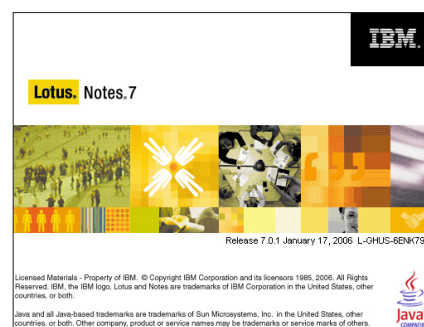 IBM.
Lotus. Notes.7
Release 7.0.1 January 17, 2006 L-GHUS-6ENK79
Licensed Materials - Property of IBM. © Copyright IBM Corporation and its licensors 1985, 2006. All Rights
Reserved. IBM, the IBM logo, Lotus and Notes are trademarks of IBM Corporation in the United States, other
countries, or both.
Java and all Java-based trademarks are trademarks of Sun Microsystems, Inc. in the United States, other
countries, or both. Other company, product or service names may be trademarks or service marks of others.
Java
COMPATIBLE